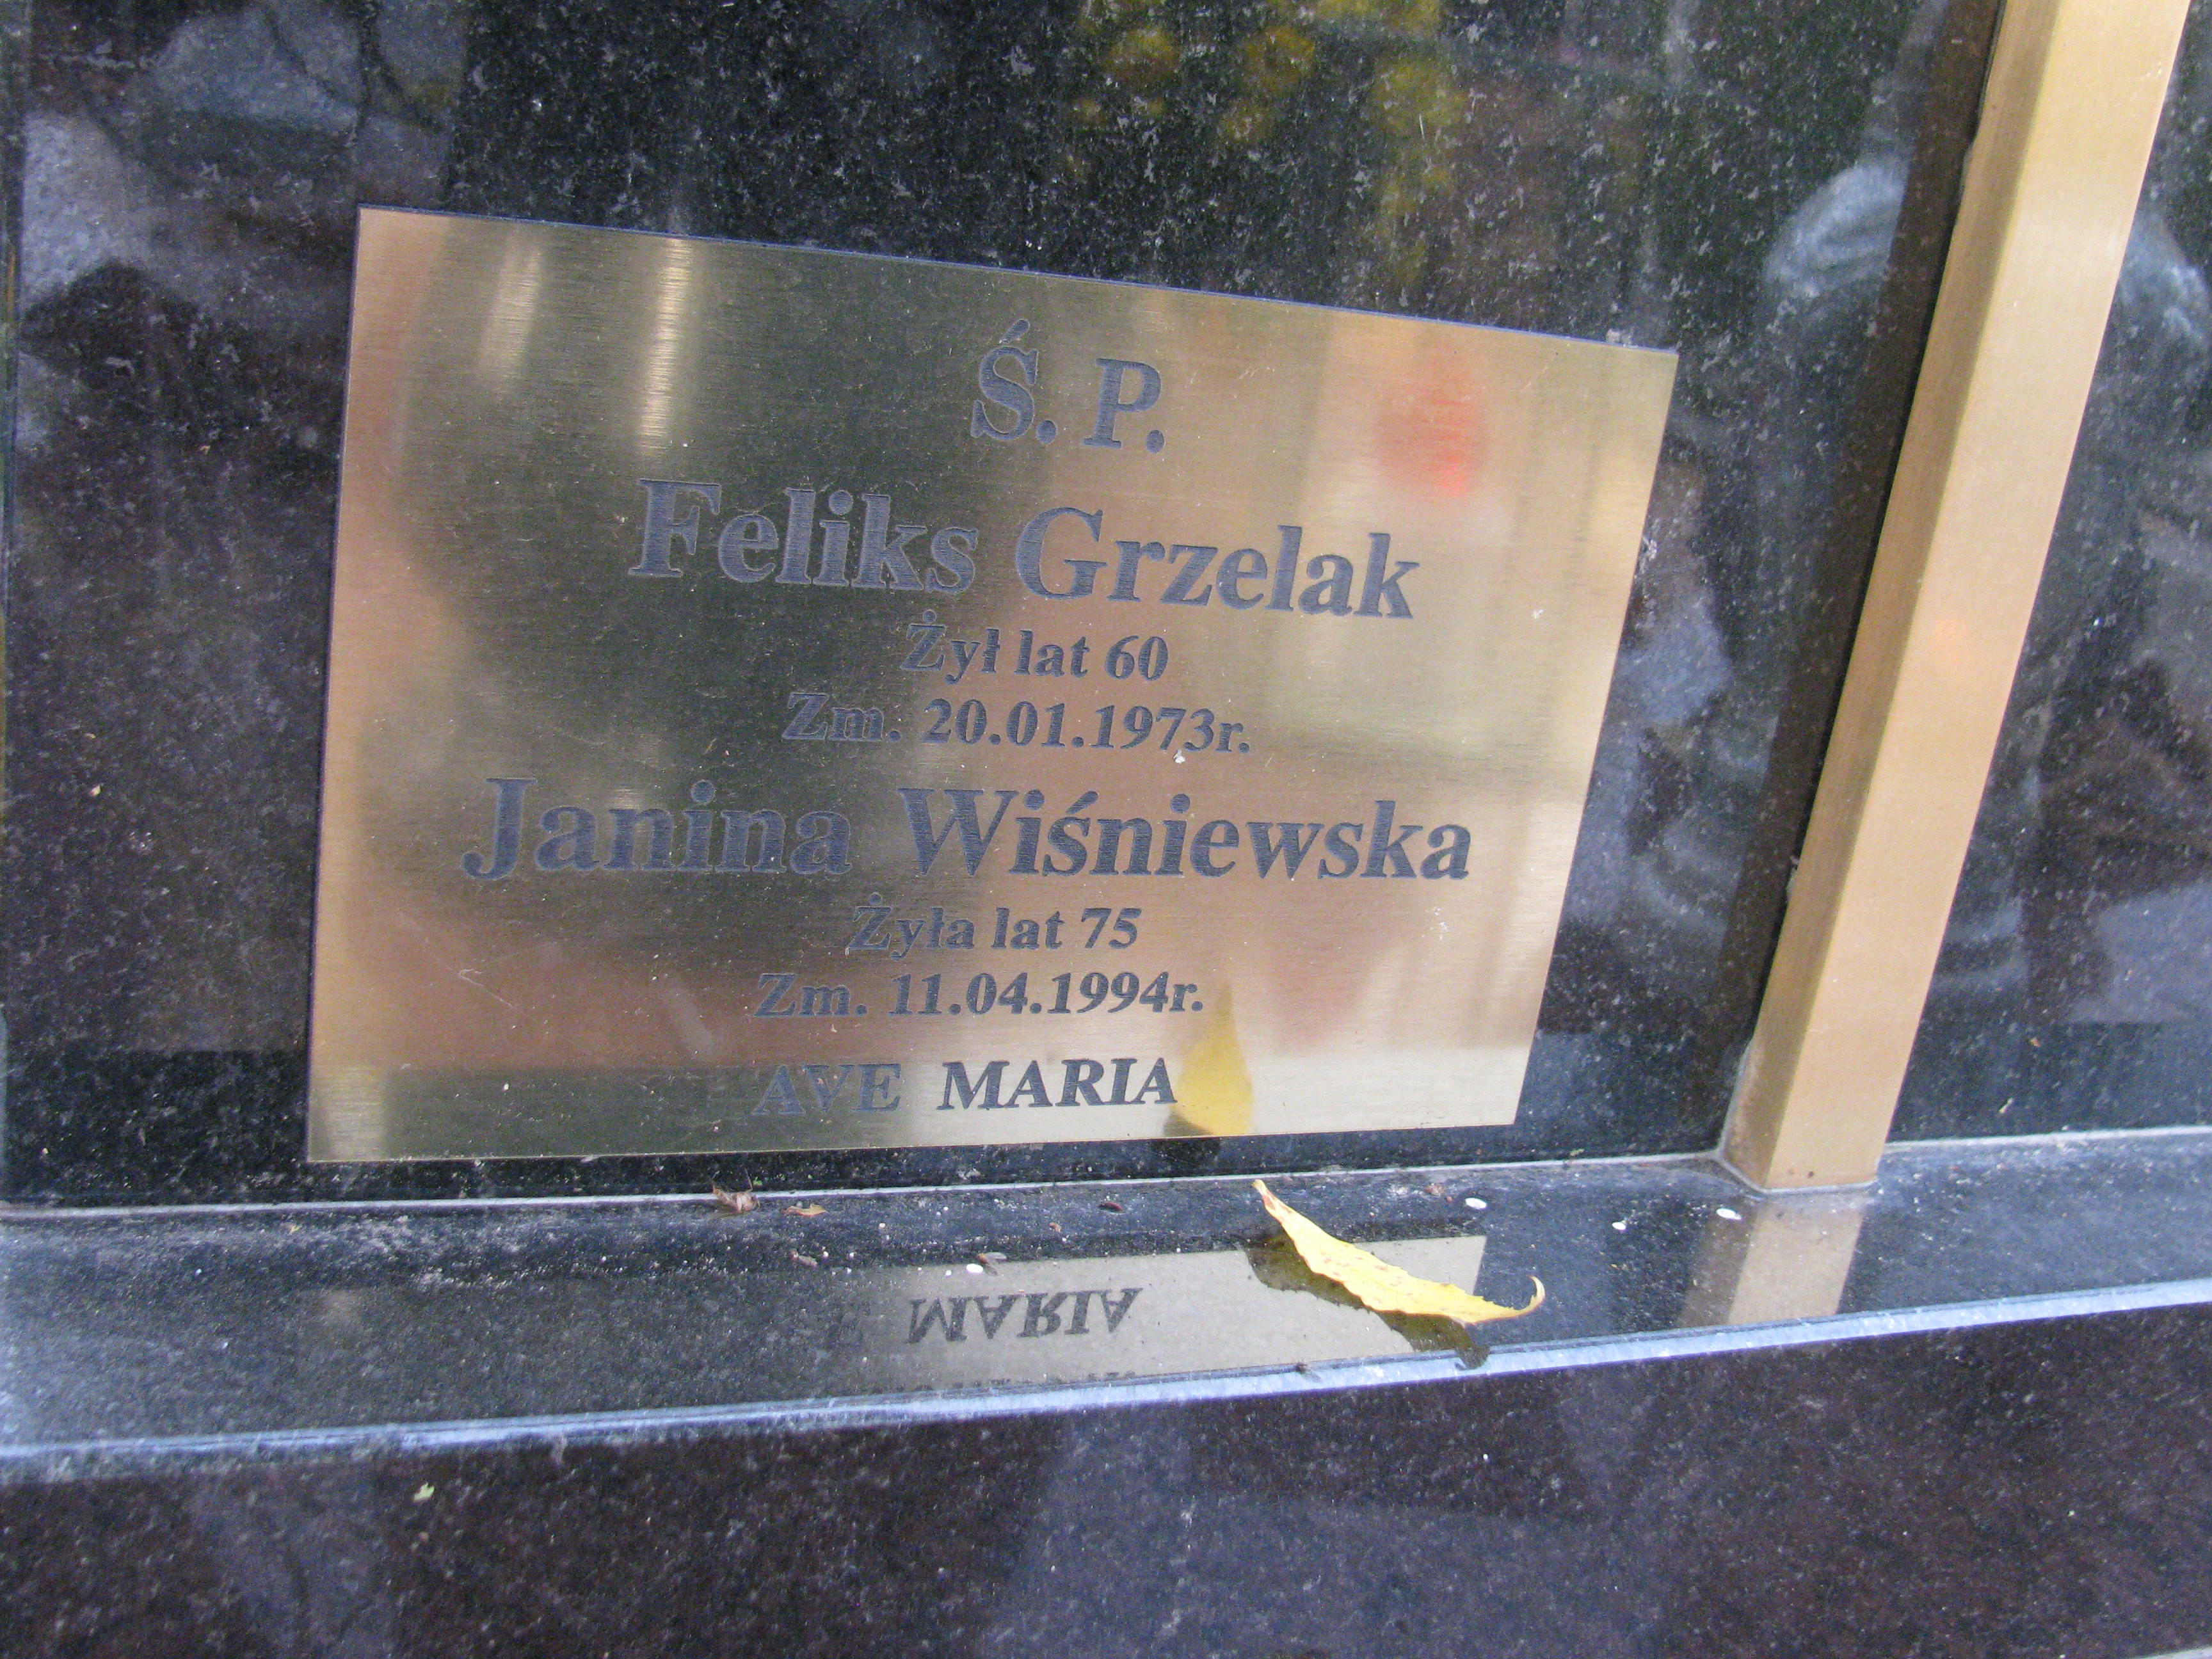 Ś. P.
Feliks Grzelak
Żył lat 60
Zm. 20.01.1973r.
Janina Wiśniewska
Żyła lat 75
Zm. 11.04.1994r.
AVE MARIA